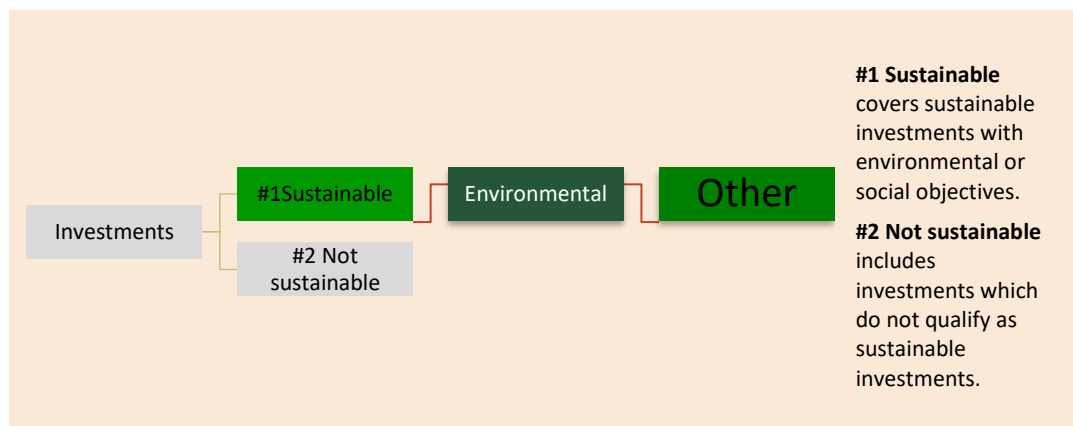 Investments
#1Sustainable
#2 Not
sustainable
Environmental
Other
#1 Sustainable
covers sustainable
investments with
environmental or
social objectives.
#2 Not sustainable
includes
investments which
do not qualify as
sustainable
investments.